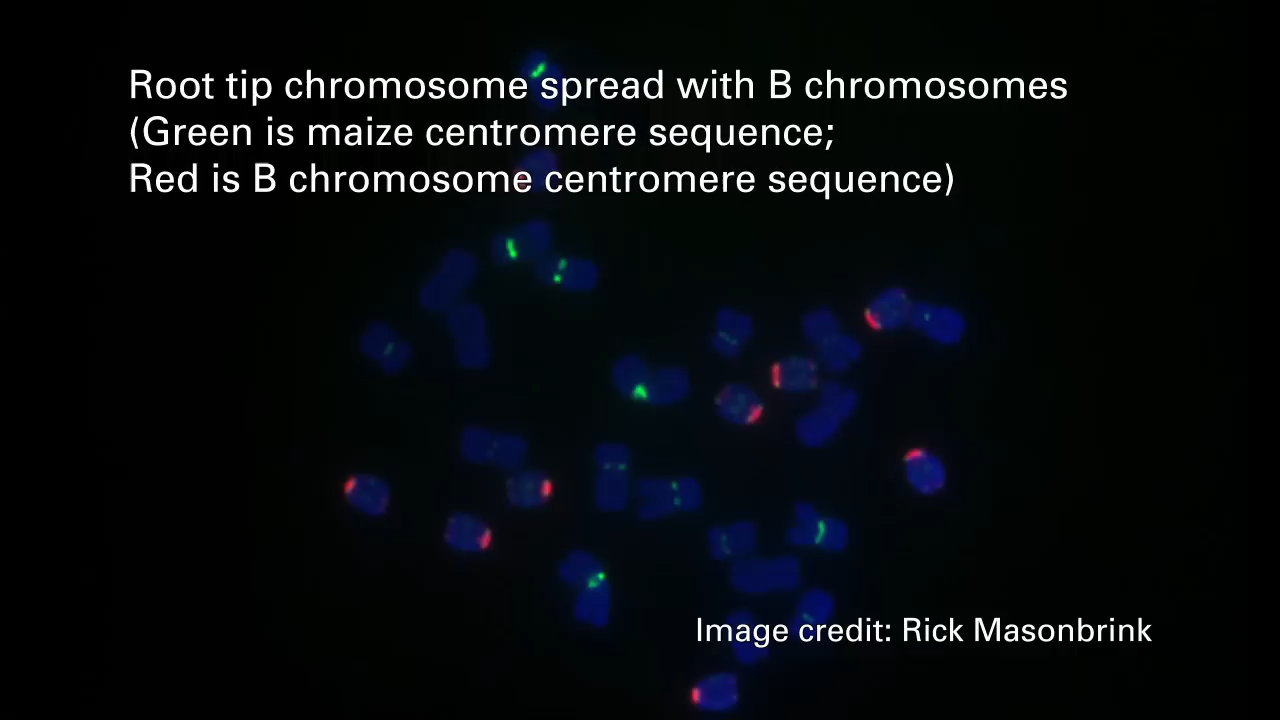 Root tip chromosome spread with B chromosomes
(Green is maize centromere sequence;
Red is B chromosome centromere sequence)
Image credit: Rick Masonbrink